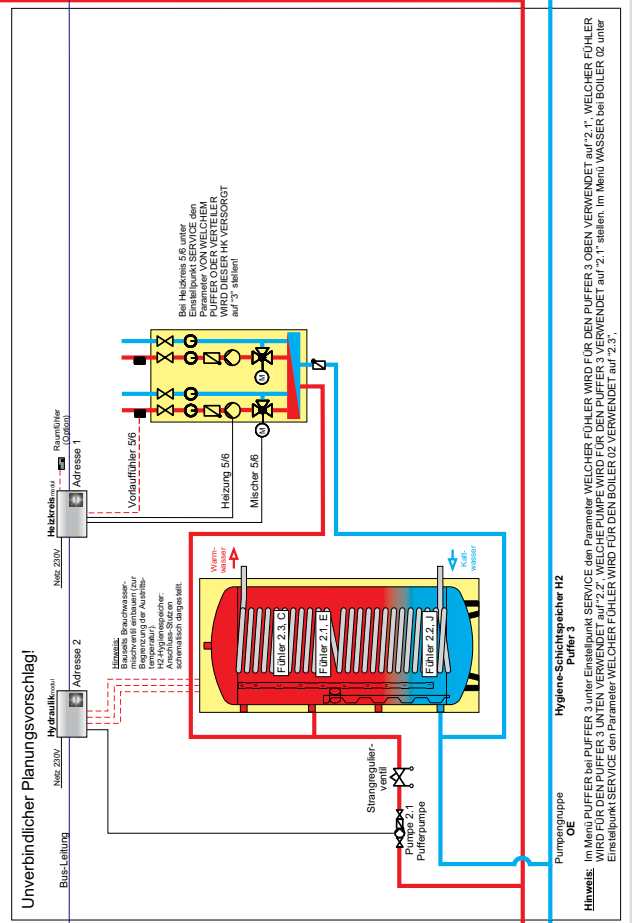 Unverbindlicher Planungsvorschlag!
Bus-Leitung
Netz 230V
Hydraulikmodul
Adresse 2
Netz 230V
Heizkreismodul
Adresse 1
Raumfühler
(Option)
Hinweis:
Bauseits Brauchwasser-
mischventil einbauen (zur
Begrenzung der Austritts-
temperatur).
H2-Hygienespeicher:
Anschluss-Stutzen
schematisch dargestellt.
Vorlauffühler 5/6
Heizung 5/6
Mischer 5/6
M
M
Bei Heizkreis 5/6 unter
Einstellpunkt SERVICE den
Parameter VON WELCHEM
PUFFER ODER VERTEILER
WIRD DIESER HK VERSORGT
auf "3" stellen!
Warm-
wasser
Kalt-
wasser
Fühler 2.3, C
Fühler 2.1, E
Fühler 2.2, J
Strangregulier-
ventil
Pumpe 2.1
Pufferpumpe
Pumpengruppe
OE
Hygiene-Schichtspeicher H2
Puffer 3
Hinweis: Im Menü PUFFER bei PUFFER 3 unter Einstellpunkt SERVICE den Parameter WELCHER FÜHLER WIRD FÜR DEN PUFFER 3 OBEN VERWENDET auf "2.1", WELCHER FÜHLER
WIRD FÜR DEN PUFFER 3 UNTEN VERWENDET auf "2.2", WELCHE PUMPE WIRD FÜR DEN PUFFER 3 VERWENDET auf "2.1" stellen. Im Menü WASSER bei BOILER 02 unter
Einstellpunkt SERVICE den Parameter WELCHER FÜHLER WIRD FÜR DEN BOILER 02 VERWENDET auf "2.3",